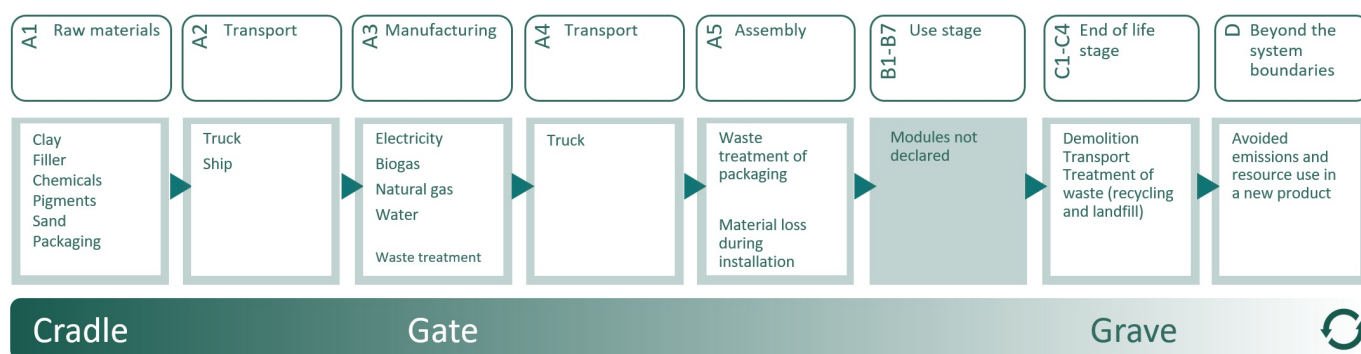 A1 Raw materials
A2 Transport
A3 Manufacturing
A4 Transport
A5 Assembly
B1-B7 Use stage
C1-C4 End of life
stage
D Beyond the
system
boundaries
Clay
Filler
Chemicals
Pigments
Sand
Packaging
Truck
Ship
Electricity
Biogas
Natural gas
Water
Waste treatment
Truck
Waste
treatment of
packaging
Material loss
during
installation
Modules not
declared
Demolition
Transport
Treatment of
waste (recycling
and landfill)
Avoided
emissions and
resource use in
a new product
Cradle
Gate
Grave